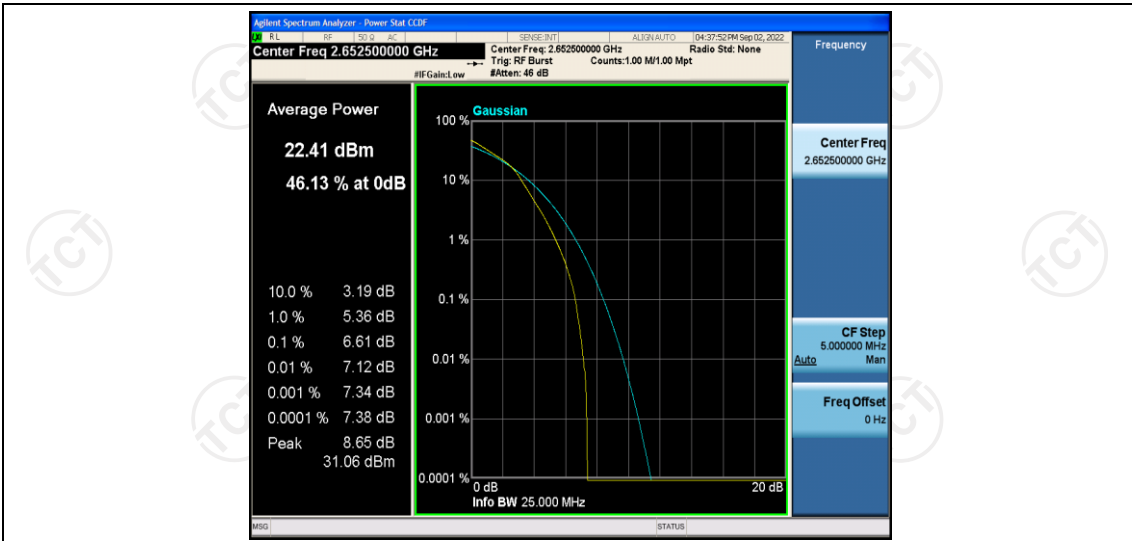 Agilent Spectrum Analyzer - Power Stat CCDF
LXI RL RF 50 Ω AC SENSE:INT ALIGN AUTO 04:37:52 PM Sep 02, 2022
Center Freq 2.652500000 GHz
Center Freq: 2.652500000 GHz Radio Std: None
Trig: RF Burst Counts:1.00 M/1.00 Mpt
#IFGain:Low #Atten: 46 dB
Frequency
Average Power
22.41 dBm
46.13 % at 0dB
10.0 % 3.19 dB
1.0 % 5.36 dB
0.1 % 6.61 dB
0.01 % 7.12 dB
0.001 % 7.34 dB
0.0001 % 7.38 dB
Peak 8.65 dB
31.06 dBm
Gaussian
100 %
10 %
1 %
0.1 %
0.01 %
0.001 %
0.0001 %
0 dB 20 dB
Info BW 25.000 MHz
Center Freq
2.652500000 GHz
CF Step
5.000000 MHz
Auto Man
Freq Offset
0 Hz
MSG STATUS
TCT
TCT
TCT
TCT
TCT
TCT